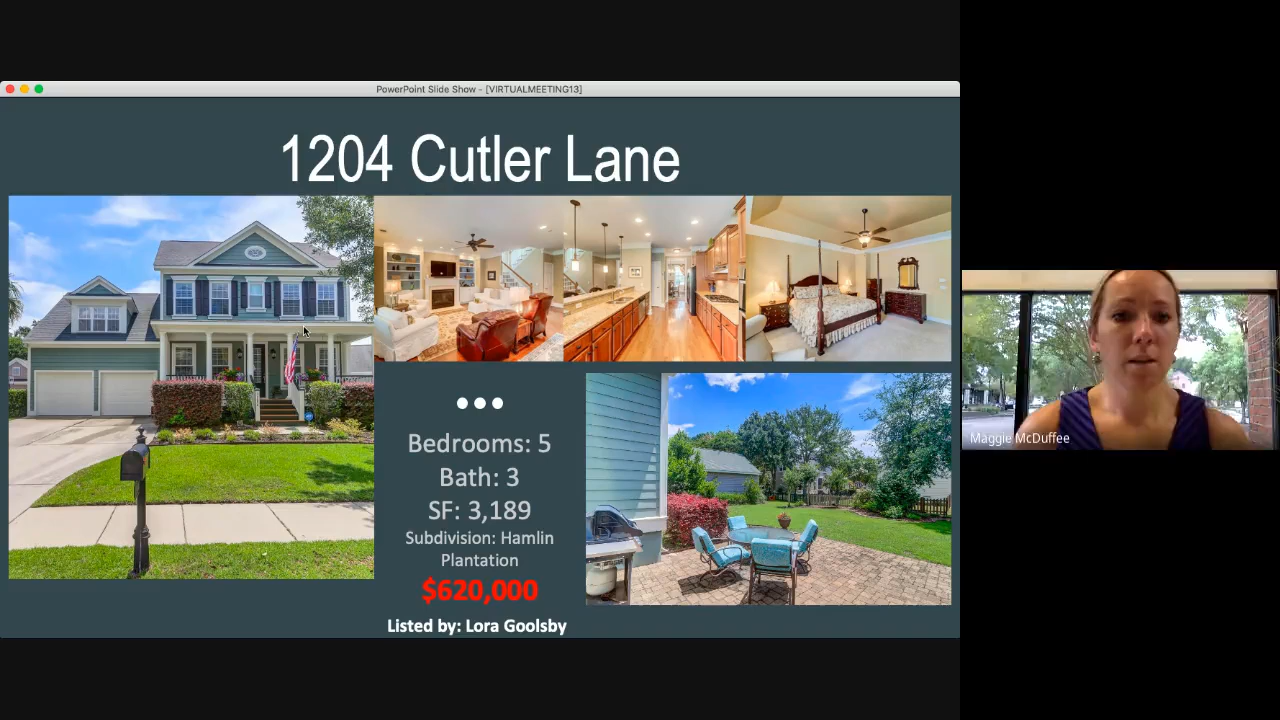 PowerPoint Slide Show - [VIRTUALMEETING13]
1204 Cutler Lane
Bedrooms: 5
Bath: 3
SF: 3,189
Subdivision: Hamlin
Plantation
$620,000
Listed by: Lora Goolsby
Maggie McDuffee